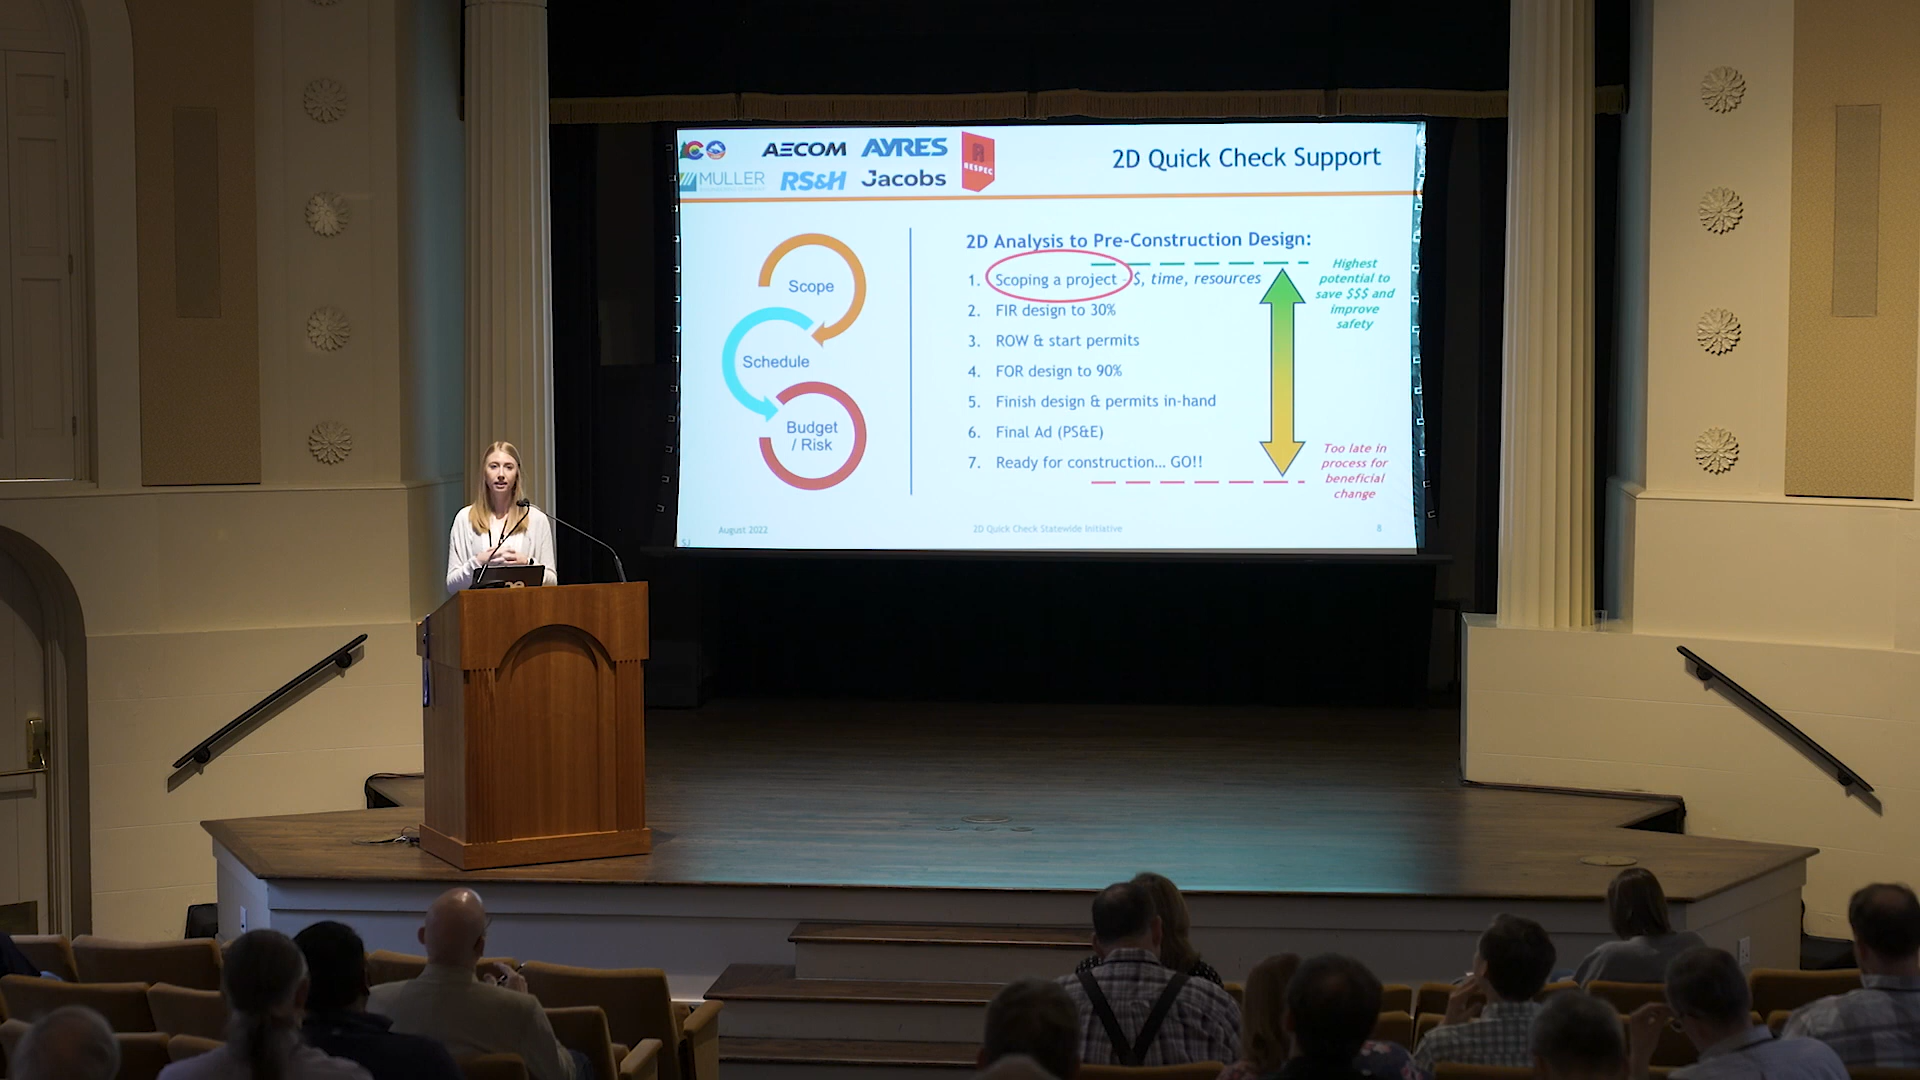 AECOM AYRES
MULLER RS&H Jacobs
RESPEC
2D Quick Check Support
Scope
Schedule
Budget
/ Risk
2D Analysis to Pre-Construction Design:
1. Scoping a project - $, time, resources
2. FIR design to 30%
3. ROW & start permits
4. FOR design to 90%
5. Finish design & permits in-hand
6. Final Ad (PS&E)
7. Ready for construction... GO!!
Highest
potential to
save $$$ and
improve
safety
Too late in
process for
beneficial
change
August 2022
2D Quick Check Statewide Initiative
8
SJ